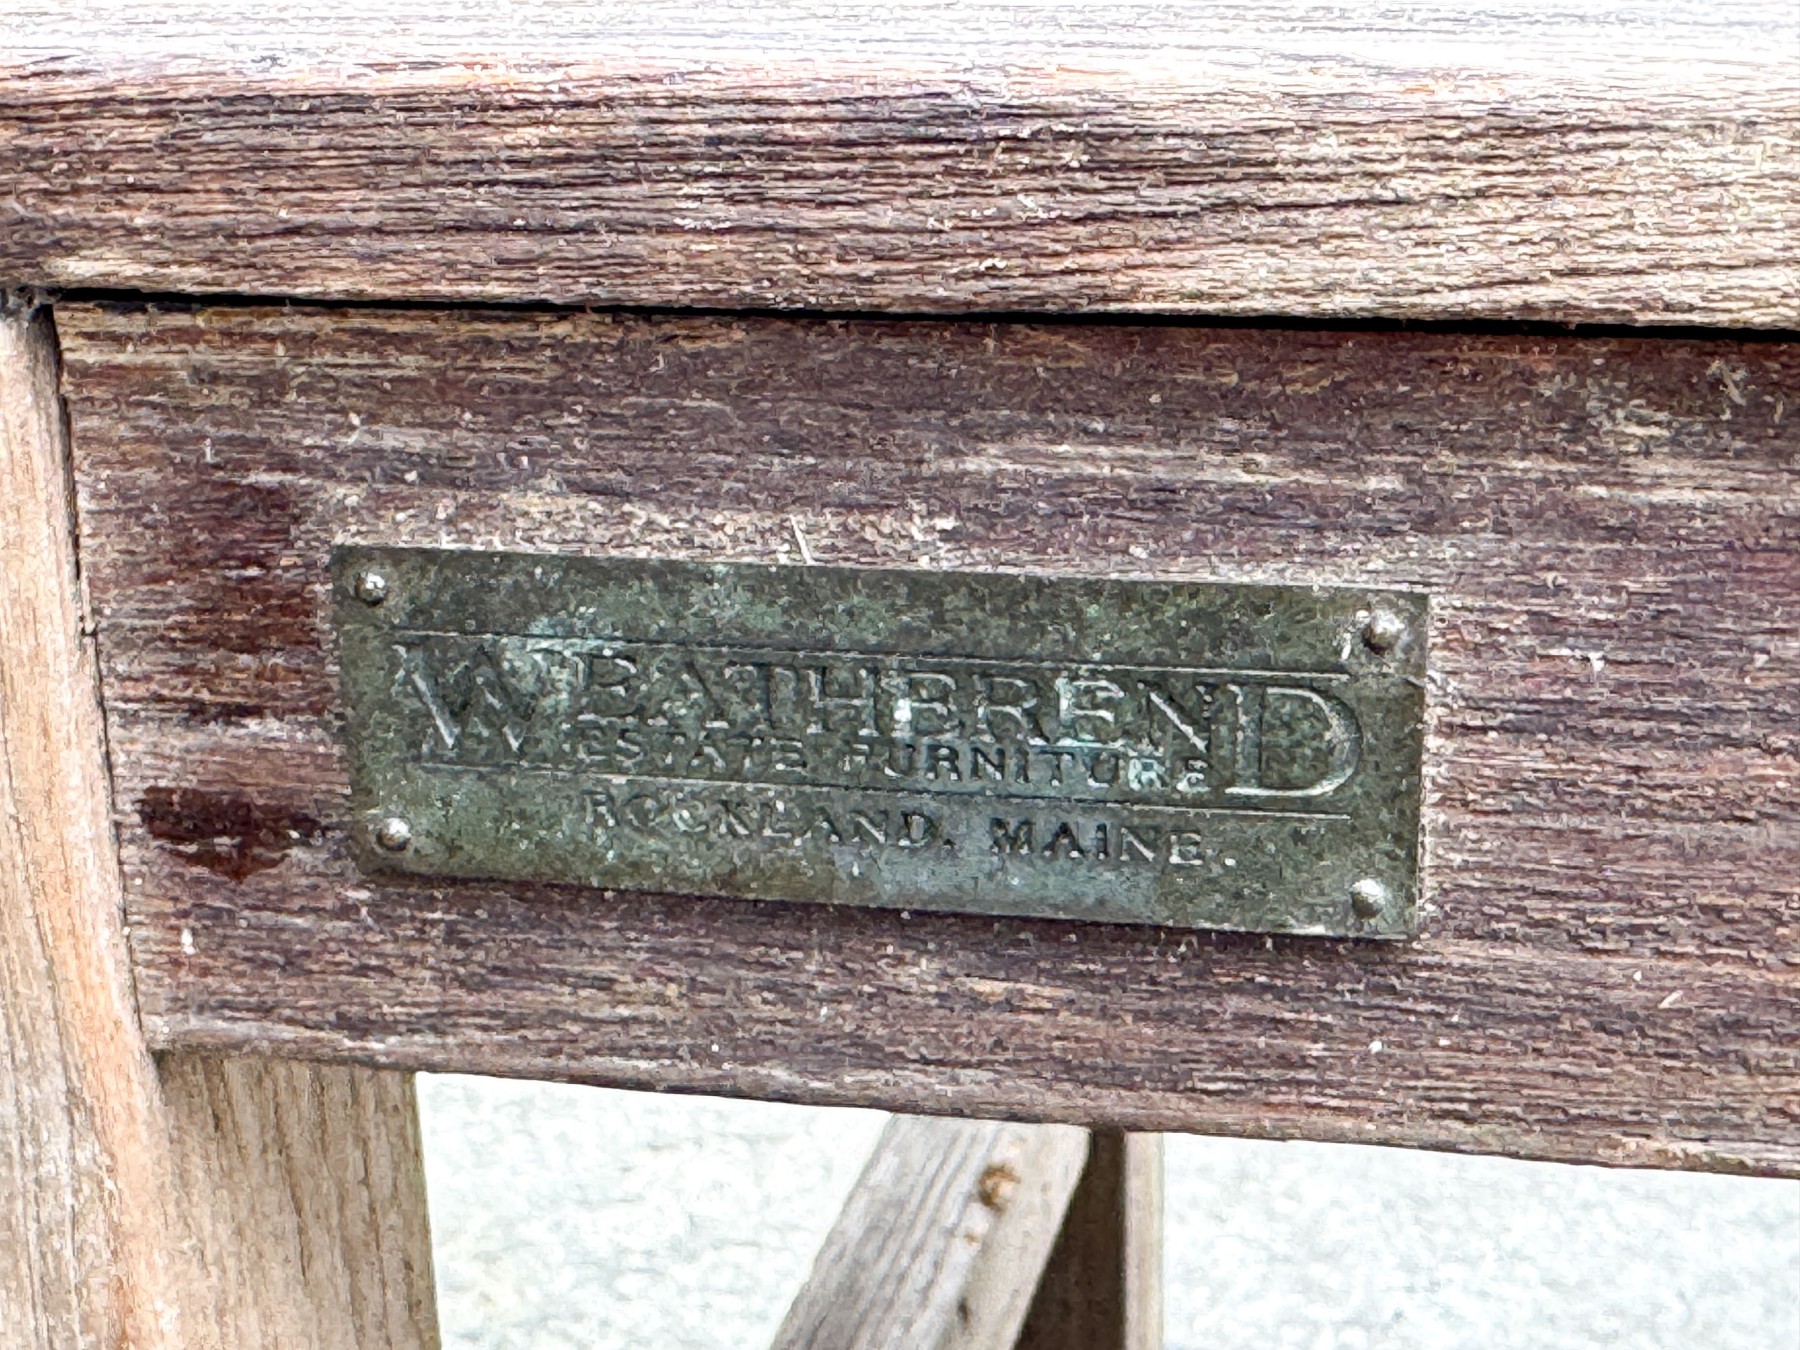 WEATHEREND
ESTATE FURNITURE
ROCKLAND, MAINE.